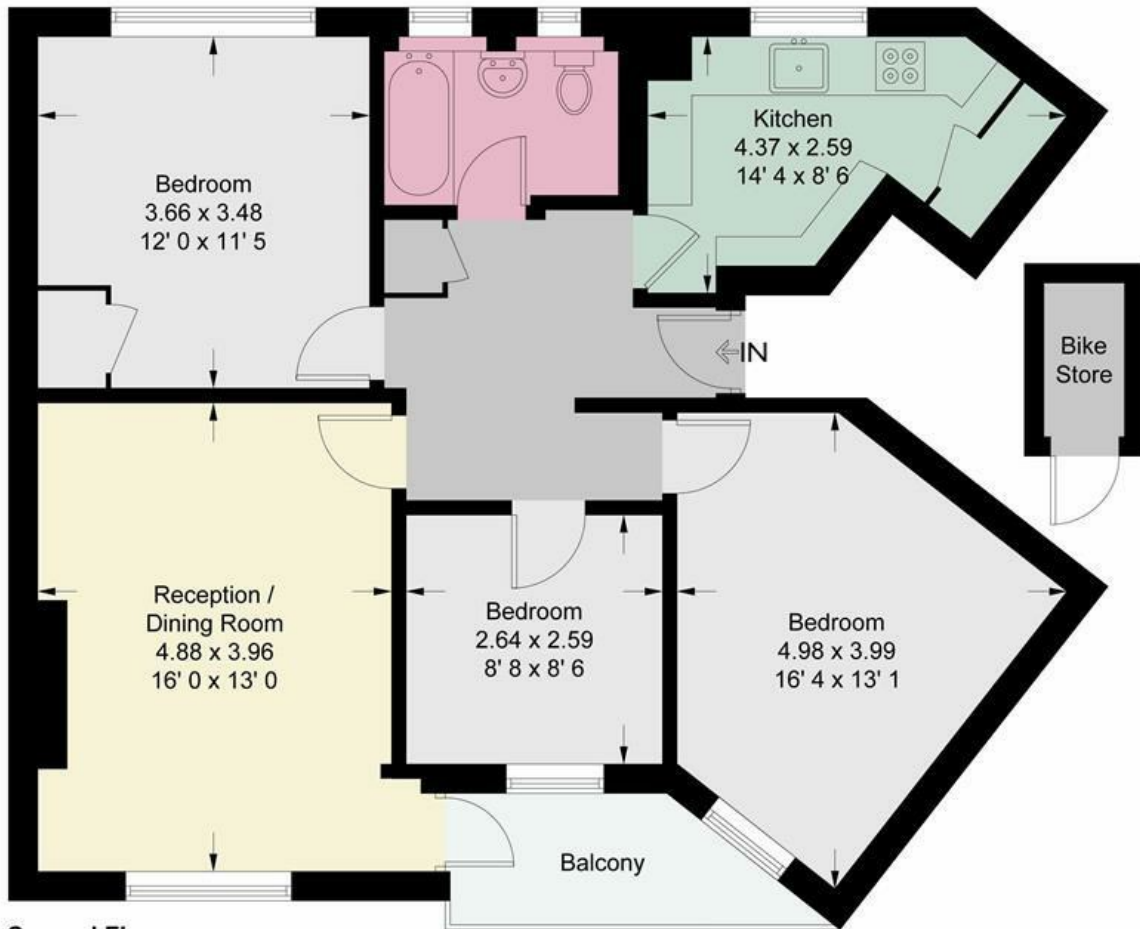 Bedroom
3.66 x 3.48
12' 0 x 11' 5
Kitchen
4.37 x 2.59
14' 4 x 8' 6
IN
Bike
Store
Reception /
Dining Room
4.88 x 3.96
16' 0 x 13' 0
Bedroom
2.64 x 2.59
8' 8 x 8' 6
Bedroom
4.98 x 3.99
16' 4 x 13' 1
Balcony